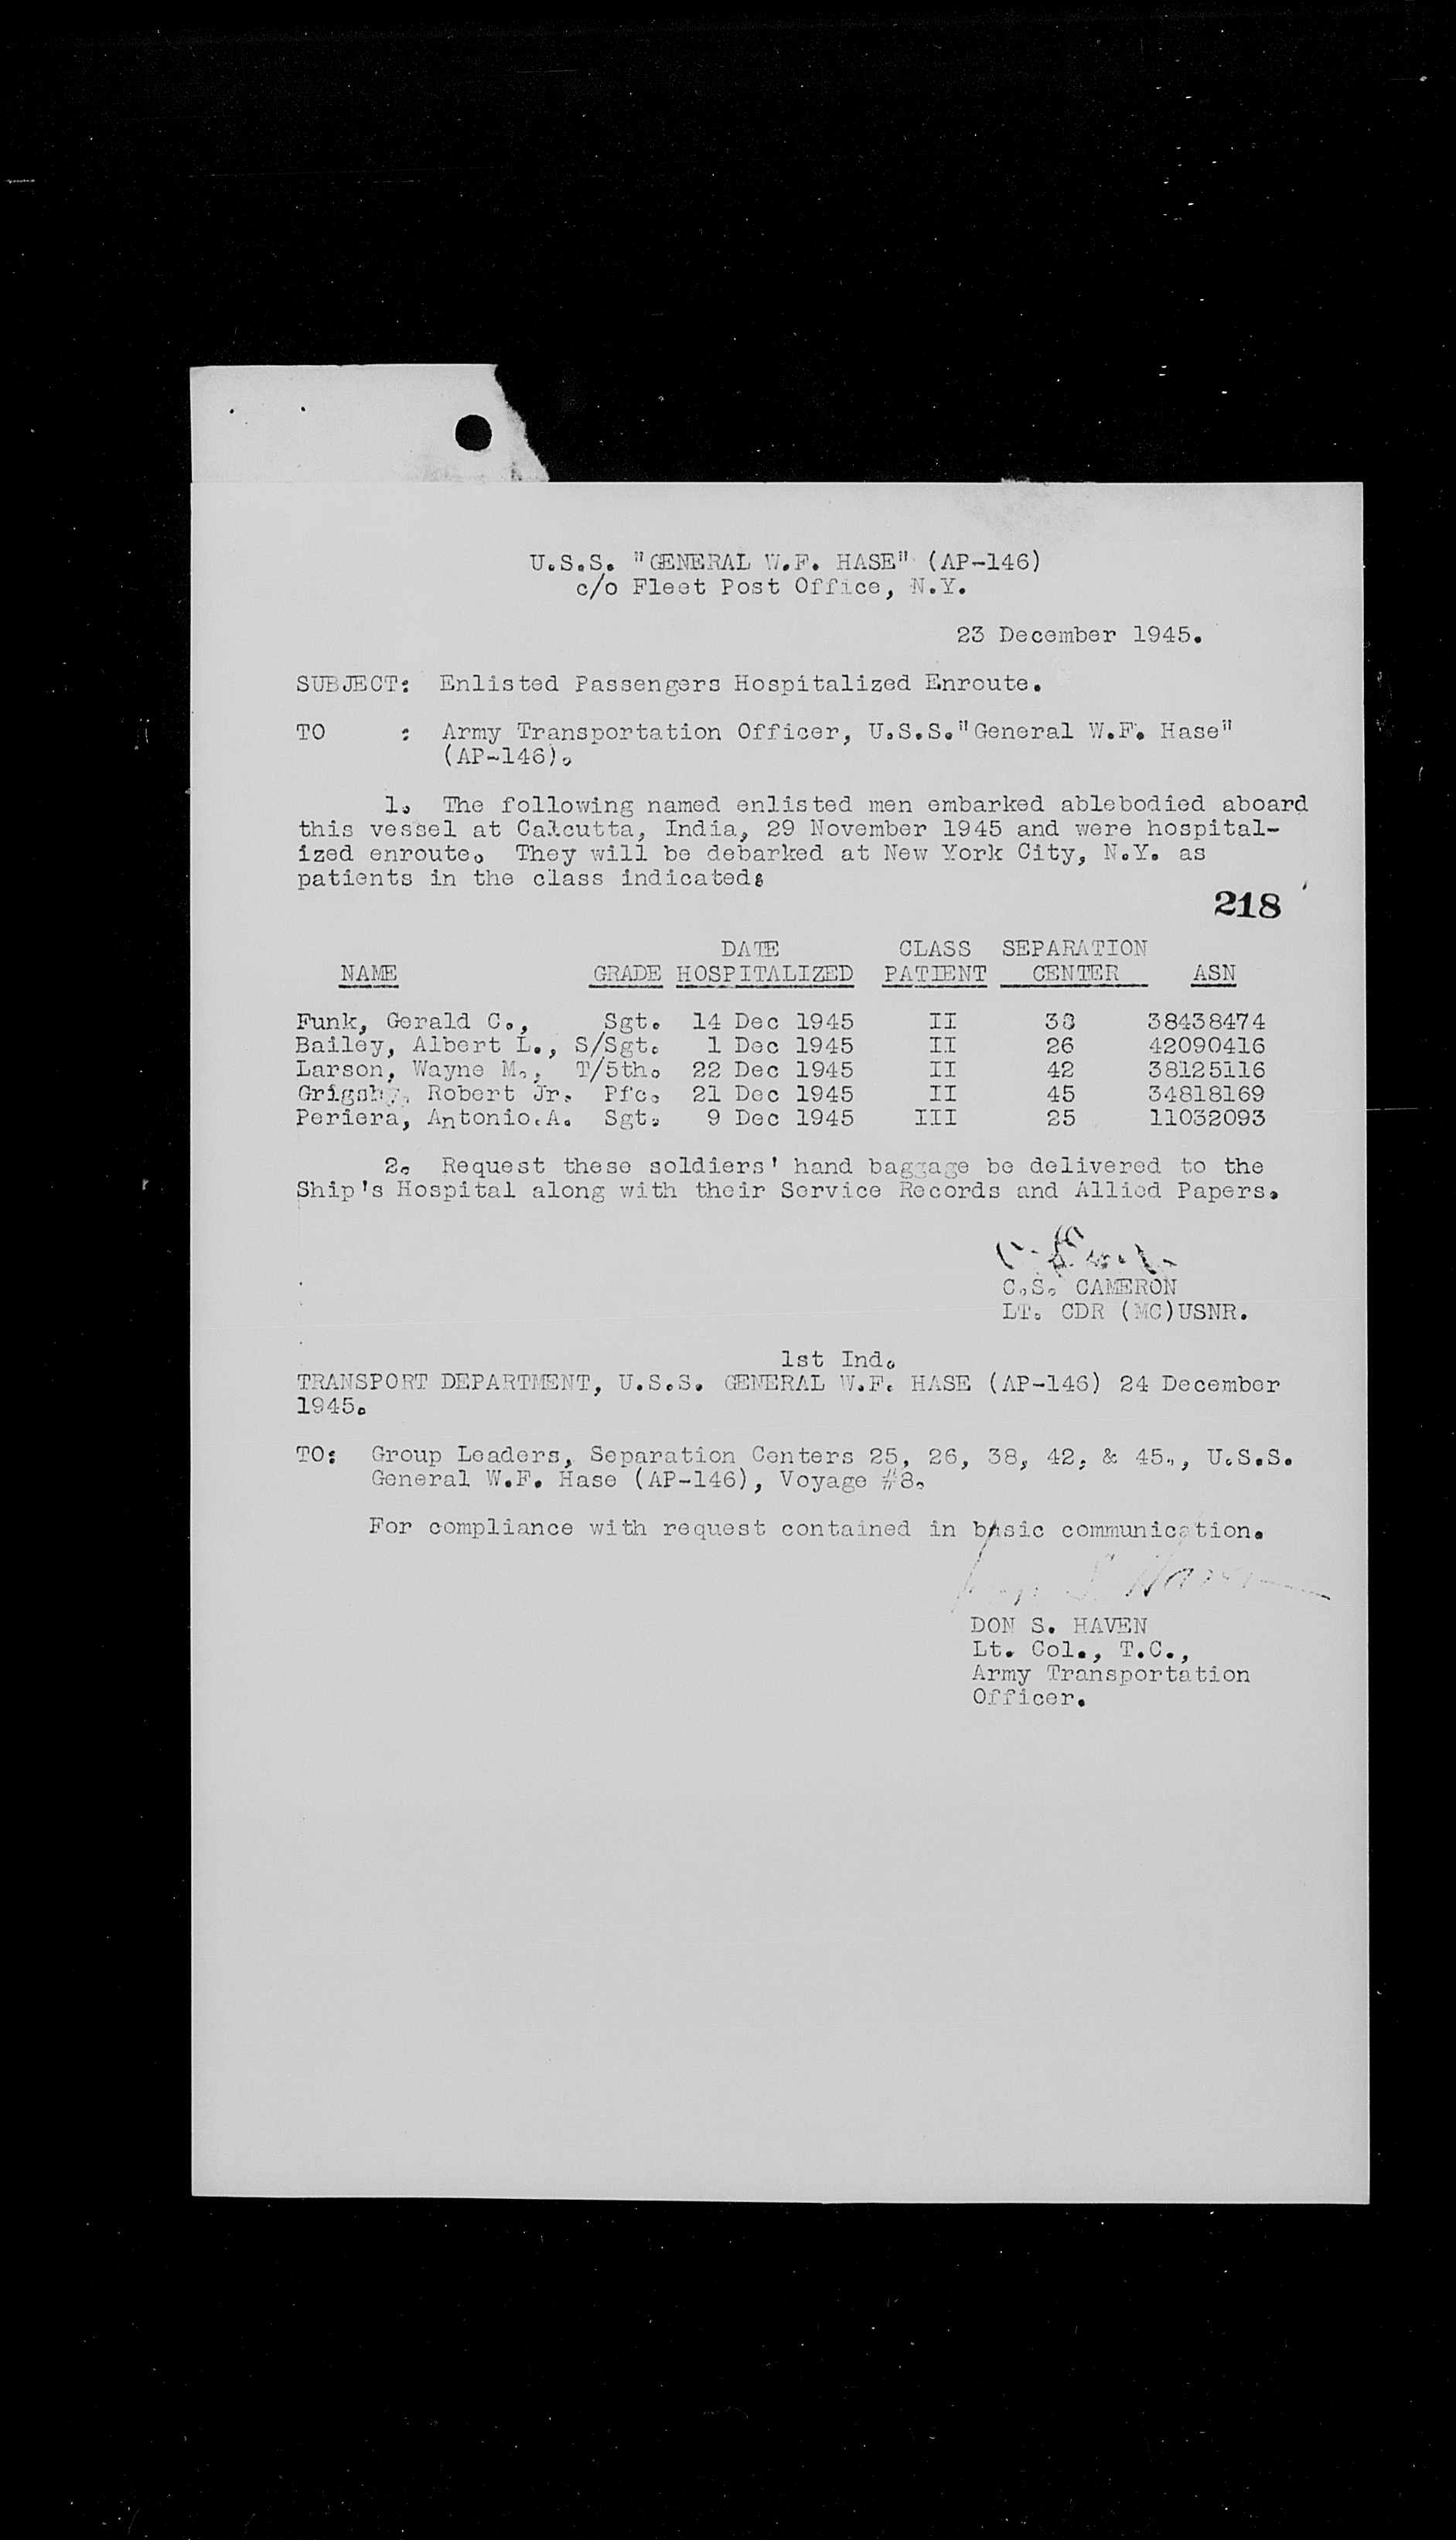 U.S.S. "GENERAL W.F. HASE" (AP-146)
c/o Fleet Post Office, N.Y.
23 December 1945.
SUBJECT: Enlisted Passengers Hospitalized Enroute.
TO : Army Transportation Officer, U.S.S."General W.F. Hase"
(AP-146).
1. The following named enlisted men embarked ablebodied aboard
this vessel at Calcutta, India, 29 November 1945 and were hospital-
ized enroute. They will be debarked at New York City, N.Y. as
patients in the class indicated:
218
DATE CLASS SEPARATION
NAME GRADE HOSPITALIZED PATIENT CENTER ASN
Funk, Gerald C., Sgt. 14 Dec 1945 II 38 38438474
Bailey, Albert L., S/Sgt. 1 Dec 1945 II 26 42090416
Larson, Wayne M., T/5th. 22 Dec 1945 II 42 38125116
Grigsby, Robert Jr. Pfc. 21 Dec 1945 II 45 34818169
Periera, Antonio.A. Sgt. 9 Dec 1945 III 25 11032093
2. Request these soldiers' hand baggage be delivered to the
Ship's Hospital along with their Service Records and Allied Papers.
C.S. CAMERON
LT. CDR (MC)USNR.
1st Ind.
TRANSPORT DEPARTMENT, U.S.S. GENERAL W.F. HASE (AP-146) 24 December
1945.
TO: Group Leaders, Separation Centers 25, 26, 38, 42, & 45., U.S.S.
General W.F. Hase (AP-146), Voyage #8.
For compliance with request contained in basic communication.
DON S. HAVEN
Lt. Col., T.C.,
Army Transportation
Officer.